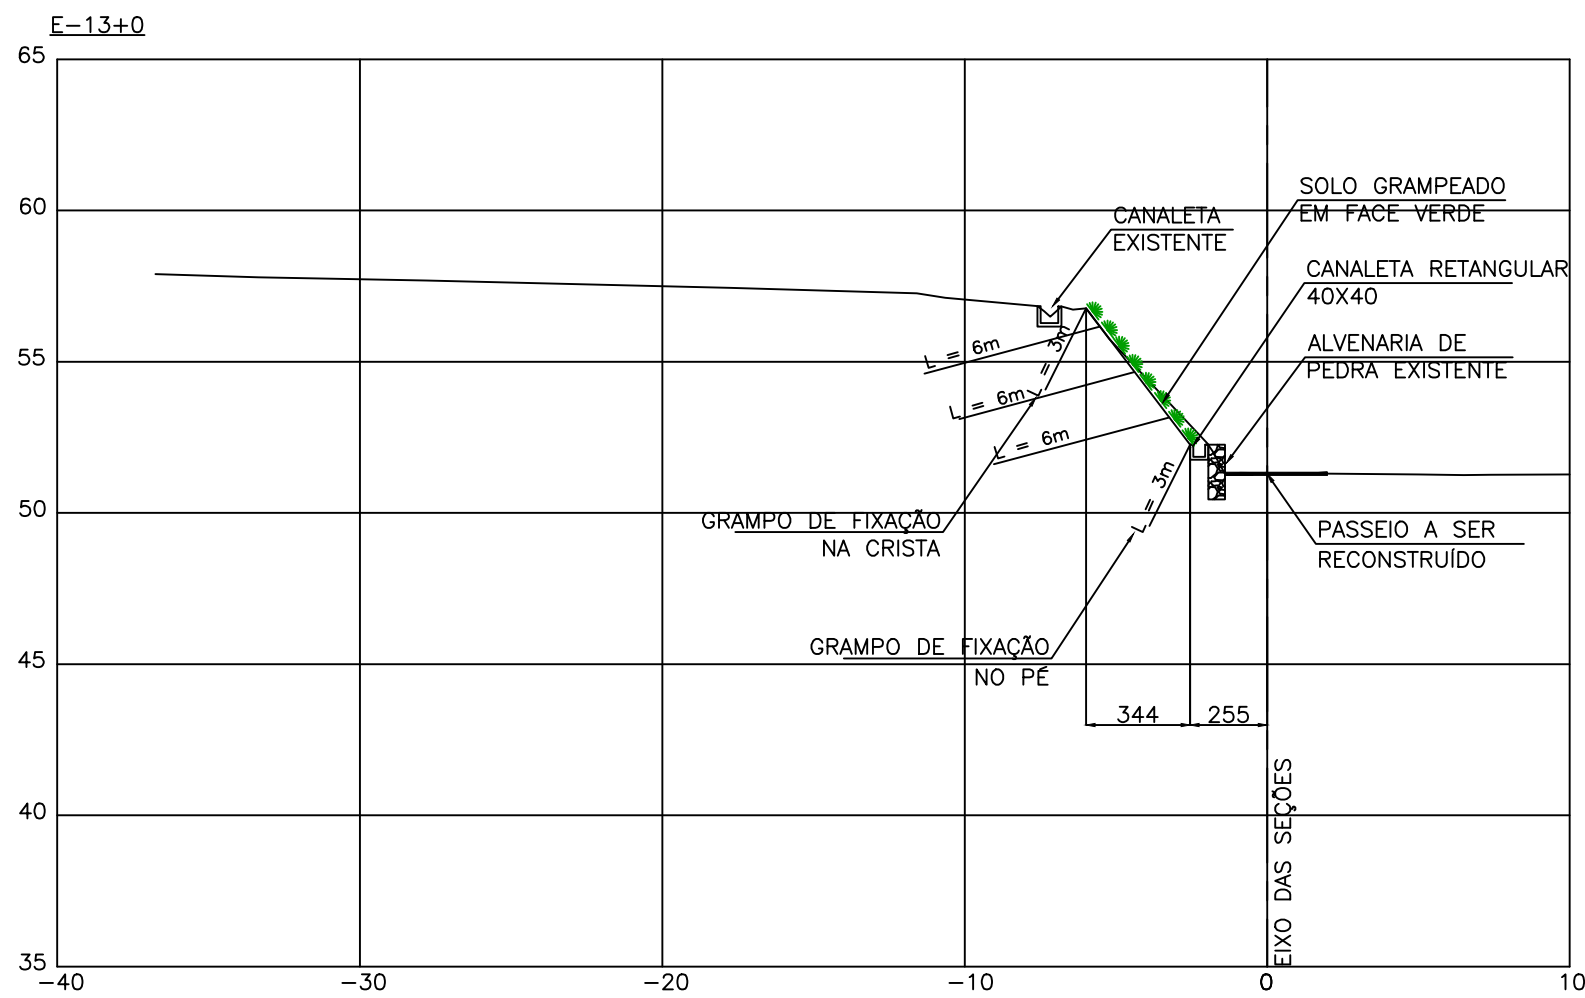 E-13+0
65
60
55
50
45
40
35
-40
-30
-20
-10
0
10
CANALETA
EXISTENTE
SOLO GRAMPEADO
EM FACE VERDE
CANALETA RETANGULAR
40X40
ALVENARIA DE
PEDRA EXISTENTE
L = 6m
L = 3m
L = 6m
L = 6m
L = 3m
GRAMPO DE FIXAÇÃO
NA CRISTA
PASSEIO A SER
RECONSTRUÍDO
GRAMPO DE FIXAÇÃO
NO PÉ
344
255
EIXO DAS SEÇÕES